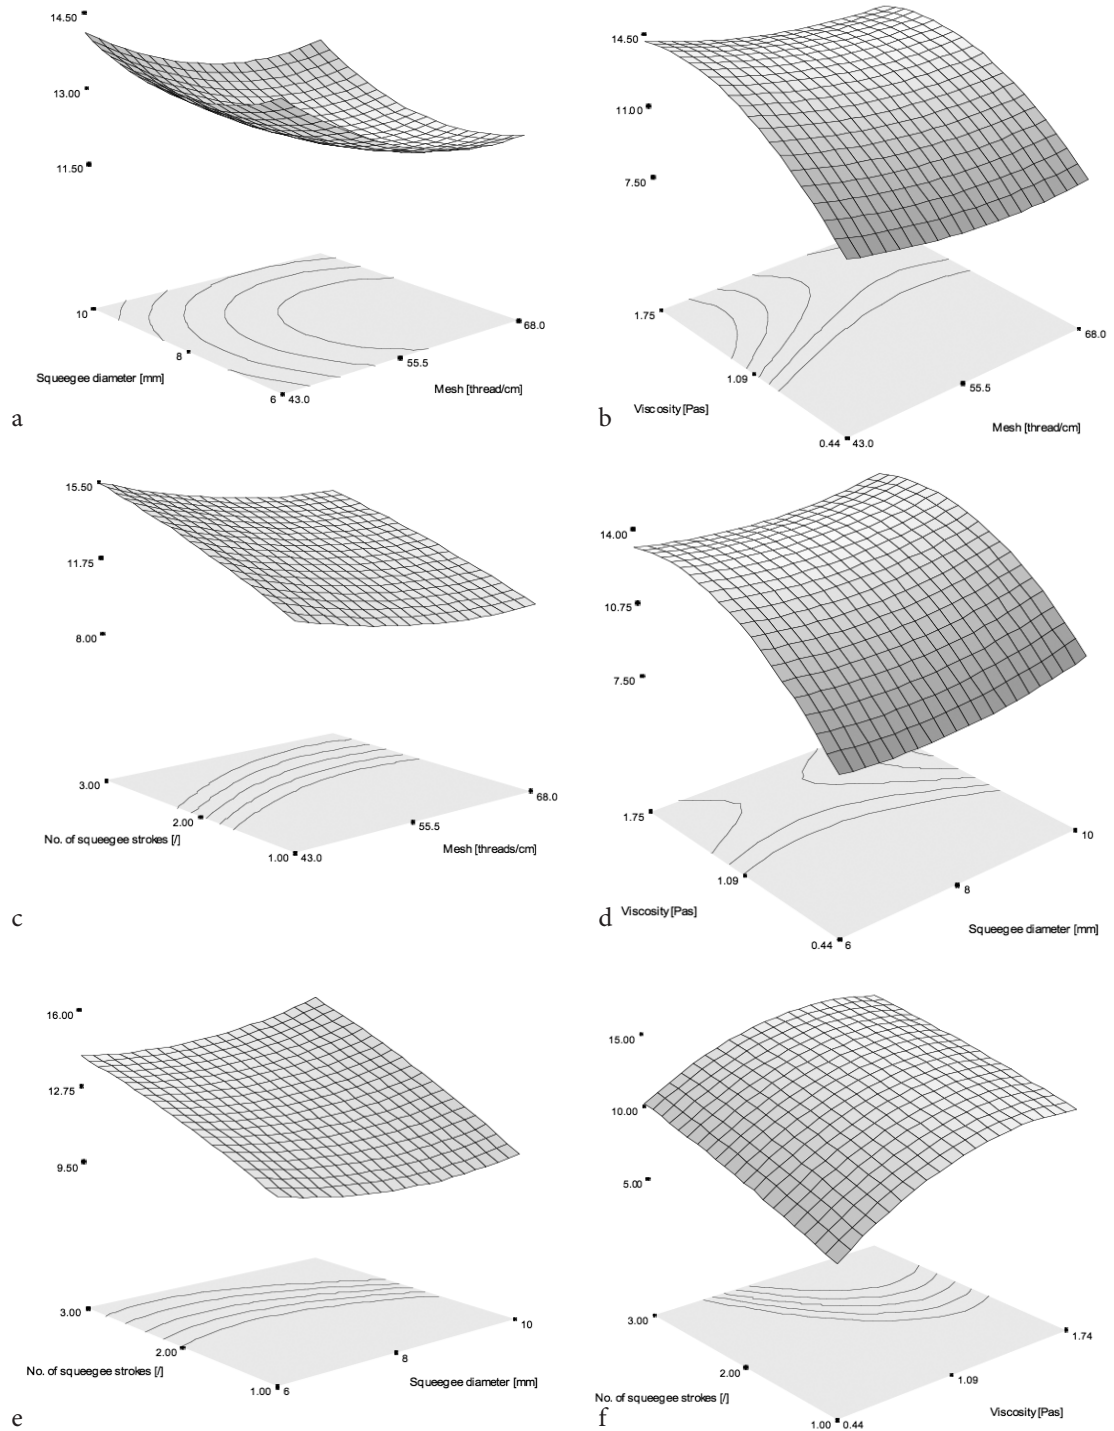 14.50
13.00
11.50
10
8
Squeegee diameter [mm]
6 43.0
55.5
68.0
Mesh [thread/cm]
a
14.50
11.00
7.50
1.75
1.09
Viscosity [Pas]
0.44 43.0
55.5
68.0
Mesh [thread/cm]
b
15.50
11.75
8.00
3.00
2.00
No. of squeegee strokes [/]
1.00 43.0
55.5
68.0
Mesh [threads/cm]
c
14.00
10.75
7.50
1.75
1.09
Viscosity [Pas]
0.44 6
8
10
Squeegee diameter [mm]
d
16.00
12.75
9.50
3.00
2.00
No. of squeegee strokes [/]
1.00 6
8
10
Squeegee diameter [mm]
e
15.00
10.00
5.00
3.00
2.00
No. of squeegee strokes [/]
1.00 0.44
1.09
1.74
Viscosity [Pas]
f